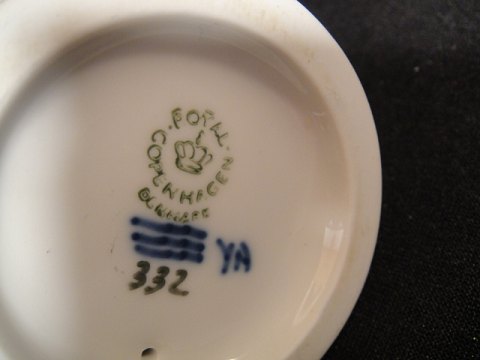 ROYAL
COPENHAGEN
DENMARK
YA
332